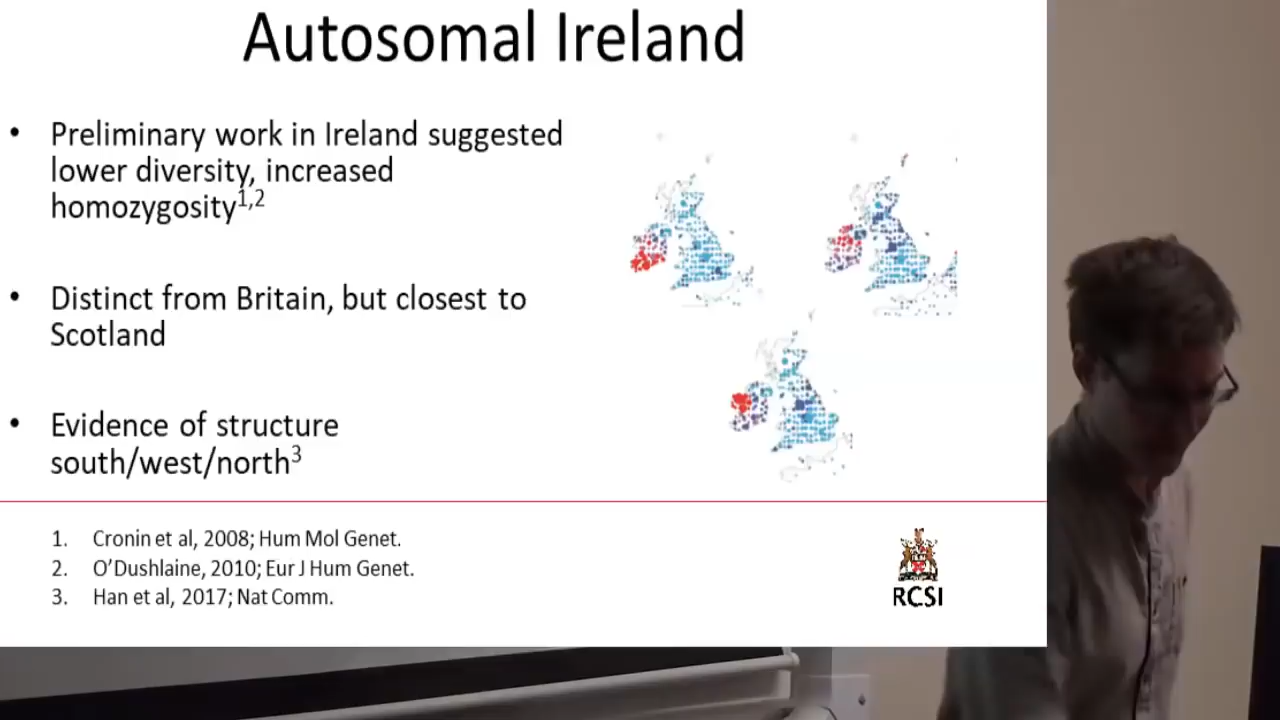 Autosomal Ireland
• Preliminary work in Ireland suggested
lower diversity, increased
homozygosity1,2
• Distinct from Britain, but closest to
Scotland
• Evidence of structure
south/west/north3
1. Cronin et al, 2008; Hum Mol Genet.
2. O'Dushlaine, 2010; Eur J Hum Genet.
3. Han et al, 2017; Nat Comm.
RCSI